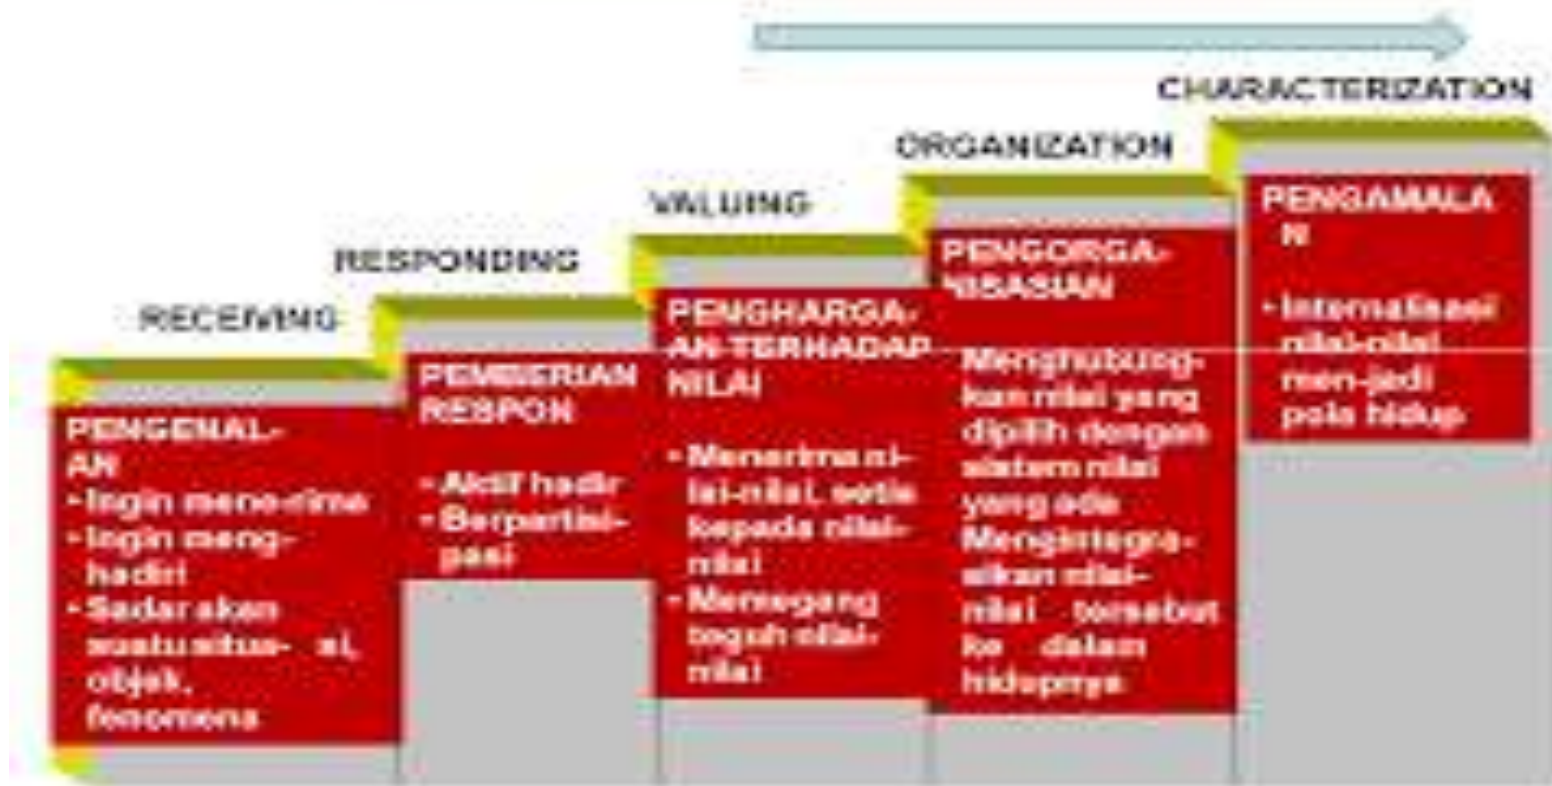 CHARACTERIZATION
ORGANIZATION
VALUING
RESPONDING
RECEIVING
PENGENAL-
AN
• Ingin mene-rima
• Ingin meng-
hadiri
• Sadar akan
suatu situa- si,
objek,
fenomena
PEMBERIAN
RESPON
• Aktif hadir
• Berpartisi-
pasi
PENGHARGA-
AN TERHADAP
NILAI
• Menerima ni-
lai-nilai, setia
kepada nilai-
nilai
• Memegang
teguh nilai-
nilai
PENGORGA-
NISASIAN
Menghubung-
kan nilai yang
dipilih dengan
sistem nilai
yang ada
Mengintegra-
sikan nilai-
nilai tersebut
ke dalam
hidupnya
PENGAMALA
N
• Internalisasi
nilai-nilai
men-jadi
pola hidup